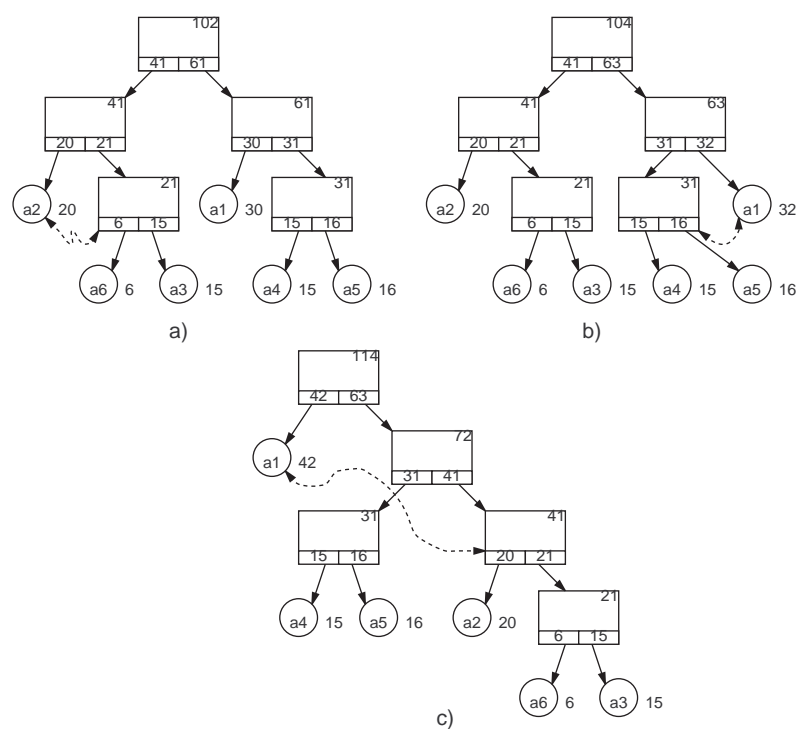 102
104
41 61
41 63
41
61
41
63
20 21
30 31
20 21
31 32
21
31
21
31
a2 20
a1 30
a2 20
a1 32
6 15
15 16
6 15
15 16
a6 6
a3 15
a4 15
a5 16
a6 6
a3 15
a4 15
a5 16
a)
b)
114
42 63
72
a1 42
31 41
31
41
15 16
20 21
21
a4 15
a5 16
a2 20
6 15
a6 6
a3 15
c)